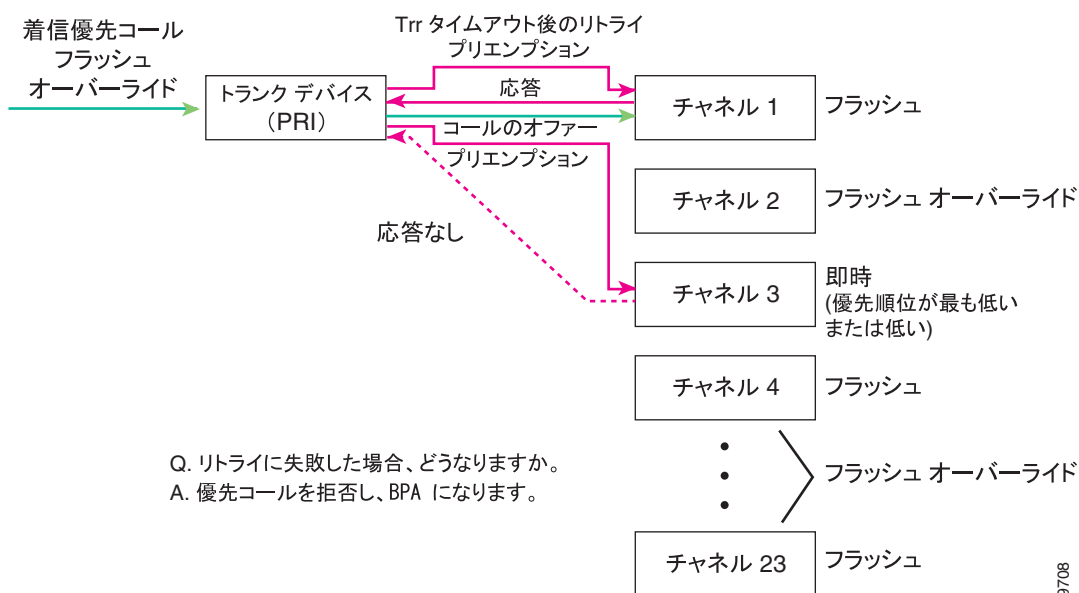 着信優先コール
フラッシュ
オーバーライド
Trr タイムアウト後のリトライ
プリエンプション
トランク デバイス
(PRI)
応答
コールのオファー
プリエンプション
応答なし
チャネル 1
フラッシュ
チャネル 2
フラッシュ オーバーライド
チャネル 3
即時
(優先順位が最も低い
または低い)
チャネル 4
フラッシュ
フラッシュ オーバーライド
Q. リトライに失敗した場合、どうなりますか。
A. 優先コールを拒否し、BPA になります。
チャネル 23
フラッシュ